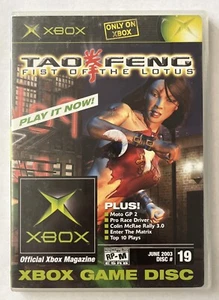 XBOX
ONLY ON
XBOX
TAO FENG
FIST OF THE LOTUS
PLAY IT NOW!
PLUS!
Moto GP 2
Pro Race Driver
Colin McRae Rally 3.0
Enter The Matrix
Top 10 Plays
XBOX
Official Xbox Magazine
RP-M
ESRB
JUNE 2003
DISC # 19
XBOX GAME DISC